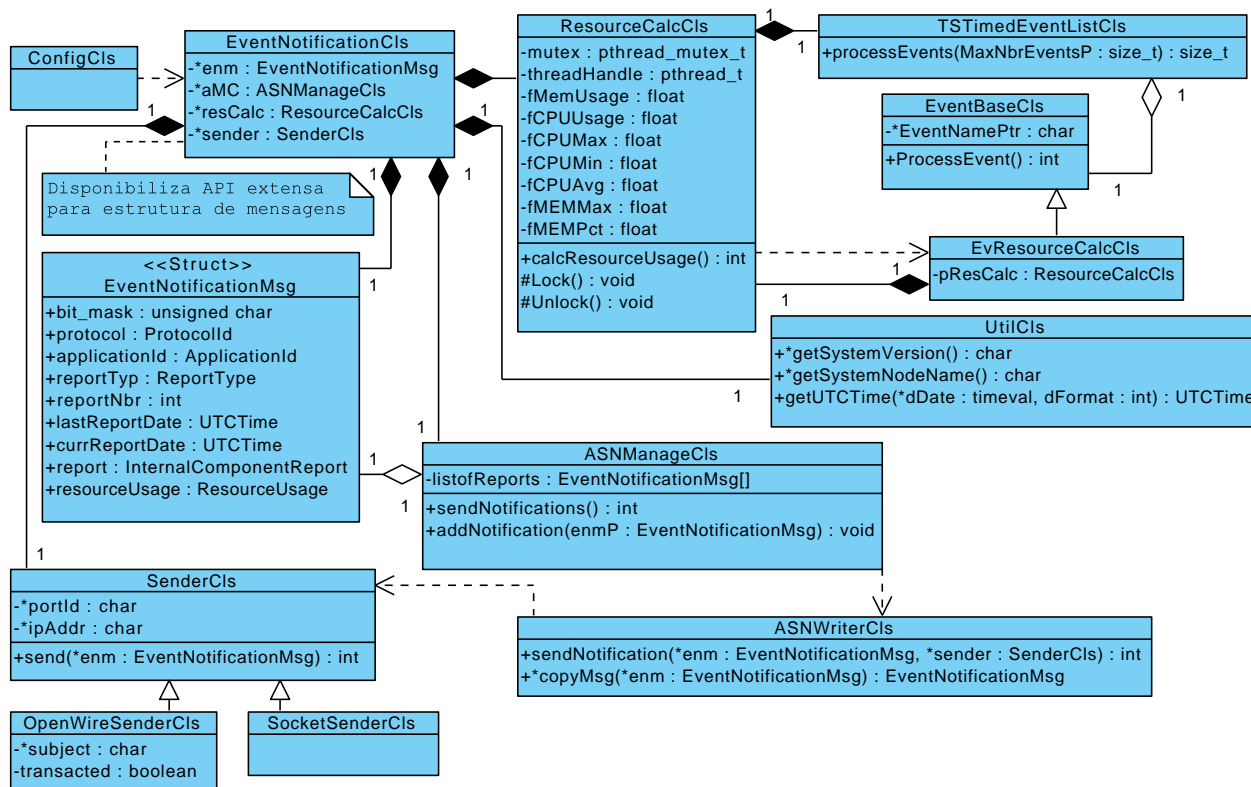 ConfigCls
EventNotificationCls
-*enm : EventNotificationMsg
-*aMC : ASNManageCls
-*resCalc : ResourceCalcCls
-*sender : SenderCls
1
1
1
1
1
Disponibiliza API extensa
para estrutura de mensagens
ResourceCalcCls
-mutex : pthread_mutex_t
-threadHandle : pthread_t
-fMemUsage : float
-fCPUUsage : float
-fCPUMax : float
-fCPUMin : float
-fCPUAvg : float
-fMEMMax : float
-fMEMPct : float
+calcResourceUsage() : int
#Lock() : void
#Unlock() : void
1
1
TSTimedEventListCls
+processEvents(MaxNbrEventsP : size_t) : size_t
1
EventBaseCls
-*EventNamePtr : char
+ProcessEvent() : int
1
EvResourceCalcCls
-pResCalc : ResourceCalcCls
1
1
UtilCls
+*getSystemVersion() : char
+*getSystemNodeName() : char
+getUTCTime(*dDate : timeval, dFormat : int) : UTCTime
1
<<Struct>>
EventNotificationMsg
+bit_mask : unsigned char
+protocol : ProtocolId
+applicationId : ApplicationId
+reportTyp : ReportType
+reportNbr : int
+lastReportDate : UTCTime
+currReportDate : UTCTime
+report : InternalComponentReport
+resourceUsage : ResourceUsage
1
1
1
1
ASNManageCls
-listofReports : EventNotificationMsg[]
+sendNotifications() : int
+addNotification(enmP : EventNotificationMsg) : void
1
SenderCls
-*portId : char
-*ipAddr : char
+send(*enm : EventNotificationMsg) : int
ASNWriterCls
+sendNotification(*enm : EventNotificationMsg, *sender : SenderCls) : int
+*copyMsg(*enm : EventNotificationMsg) : EventNotificationMsg
OpenWireSenderCls
-*subject : char
-transacted : boolean
SocketSenderCls